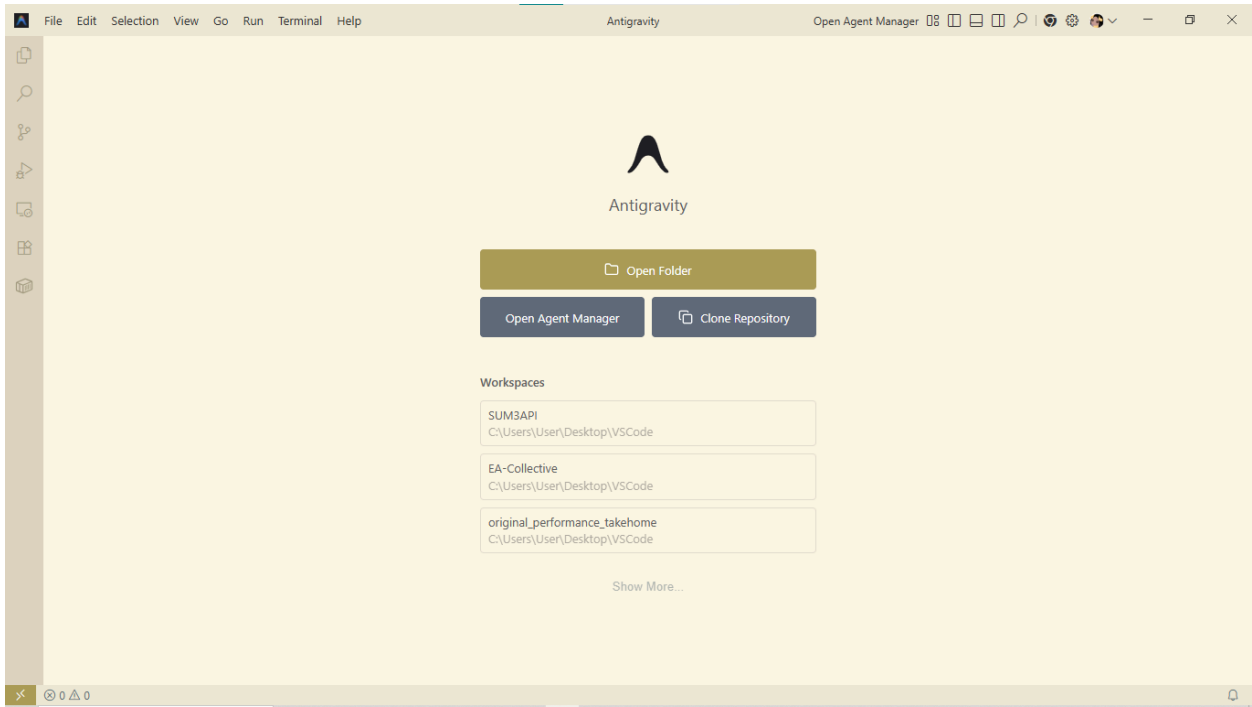 File Edit Selection View Go Run Terminal Help Antigravity Open Agent Manager
Antigravity
Open Folder
Open Agent Manager Clone Repository
Workspaces
SUM3API
C:\Users\User\Desktop\VSCode
EA-Collective
C:\Users\User\Desktop\VSCode
original_performance_takehome
C:\Users\User\Desktop\VSCode
Show More...
0 0